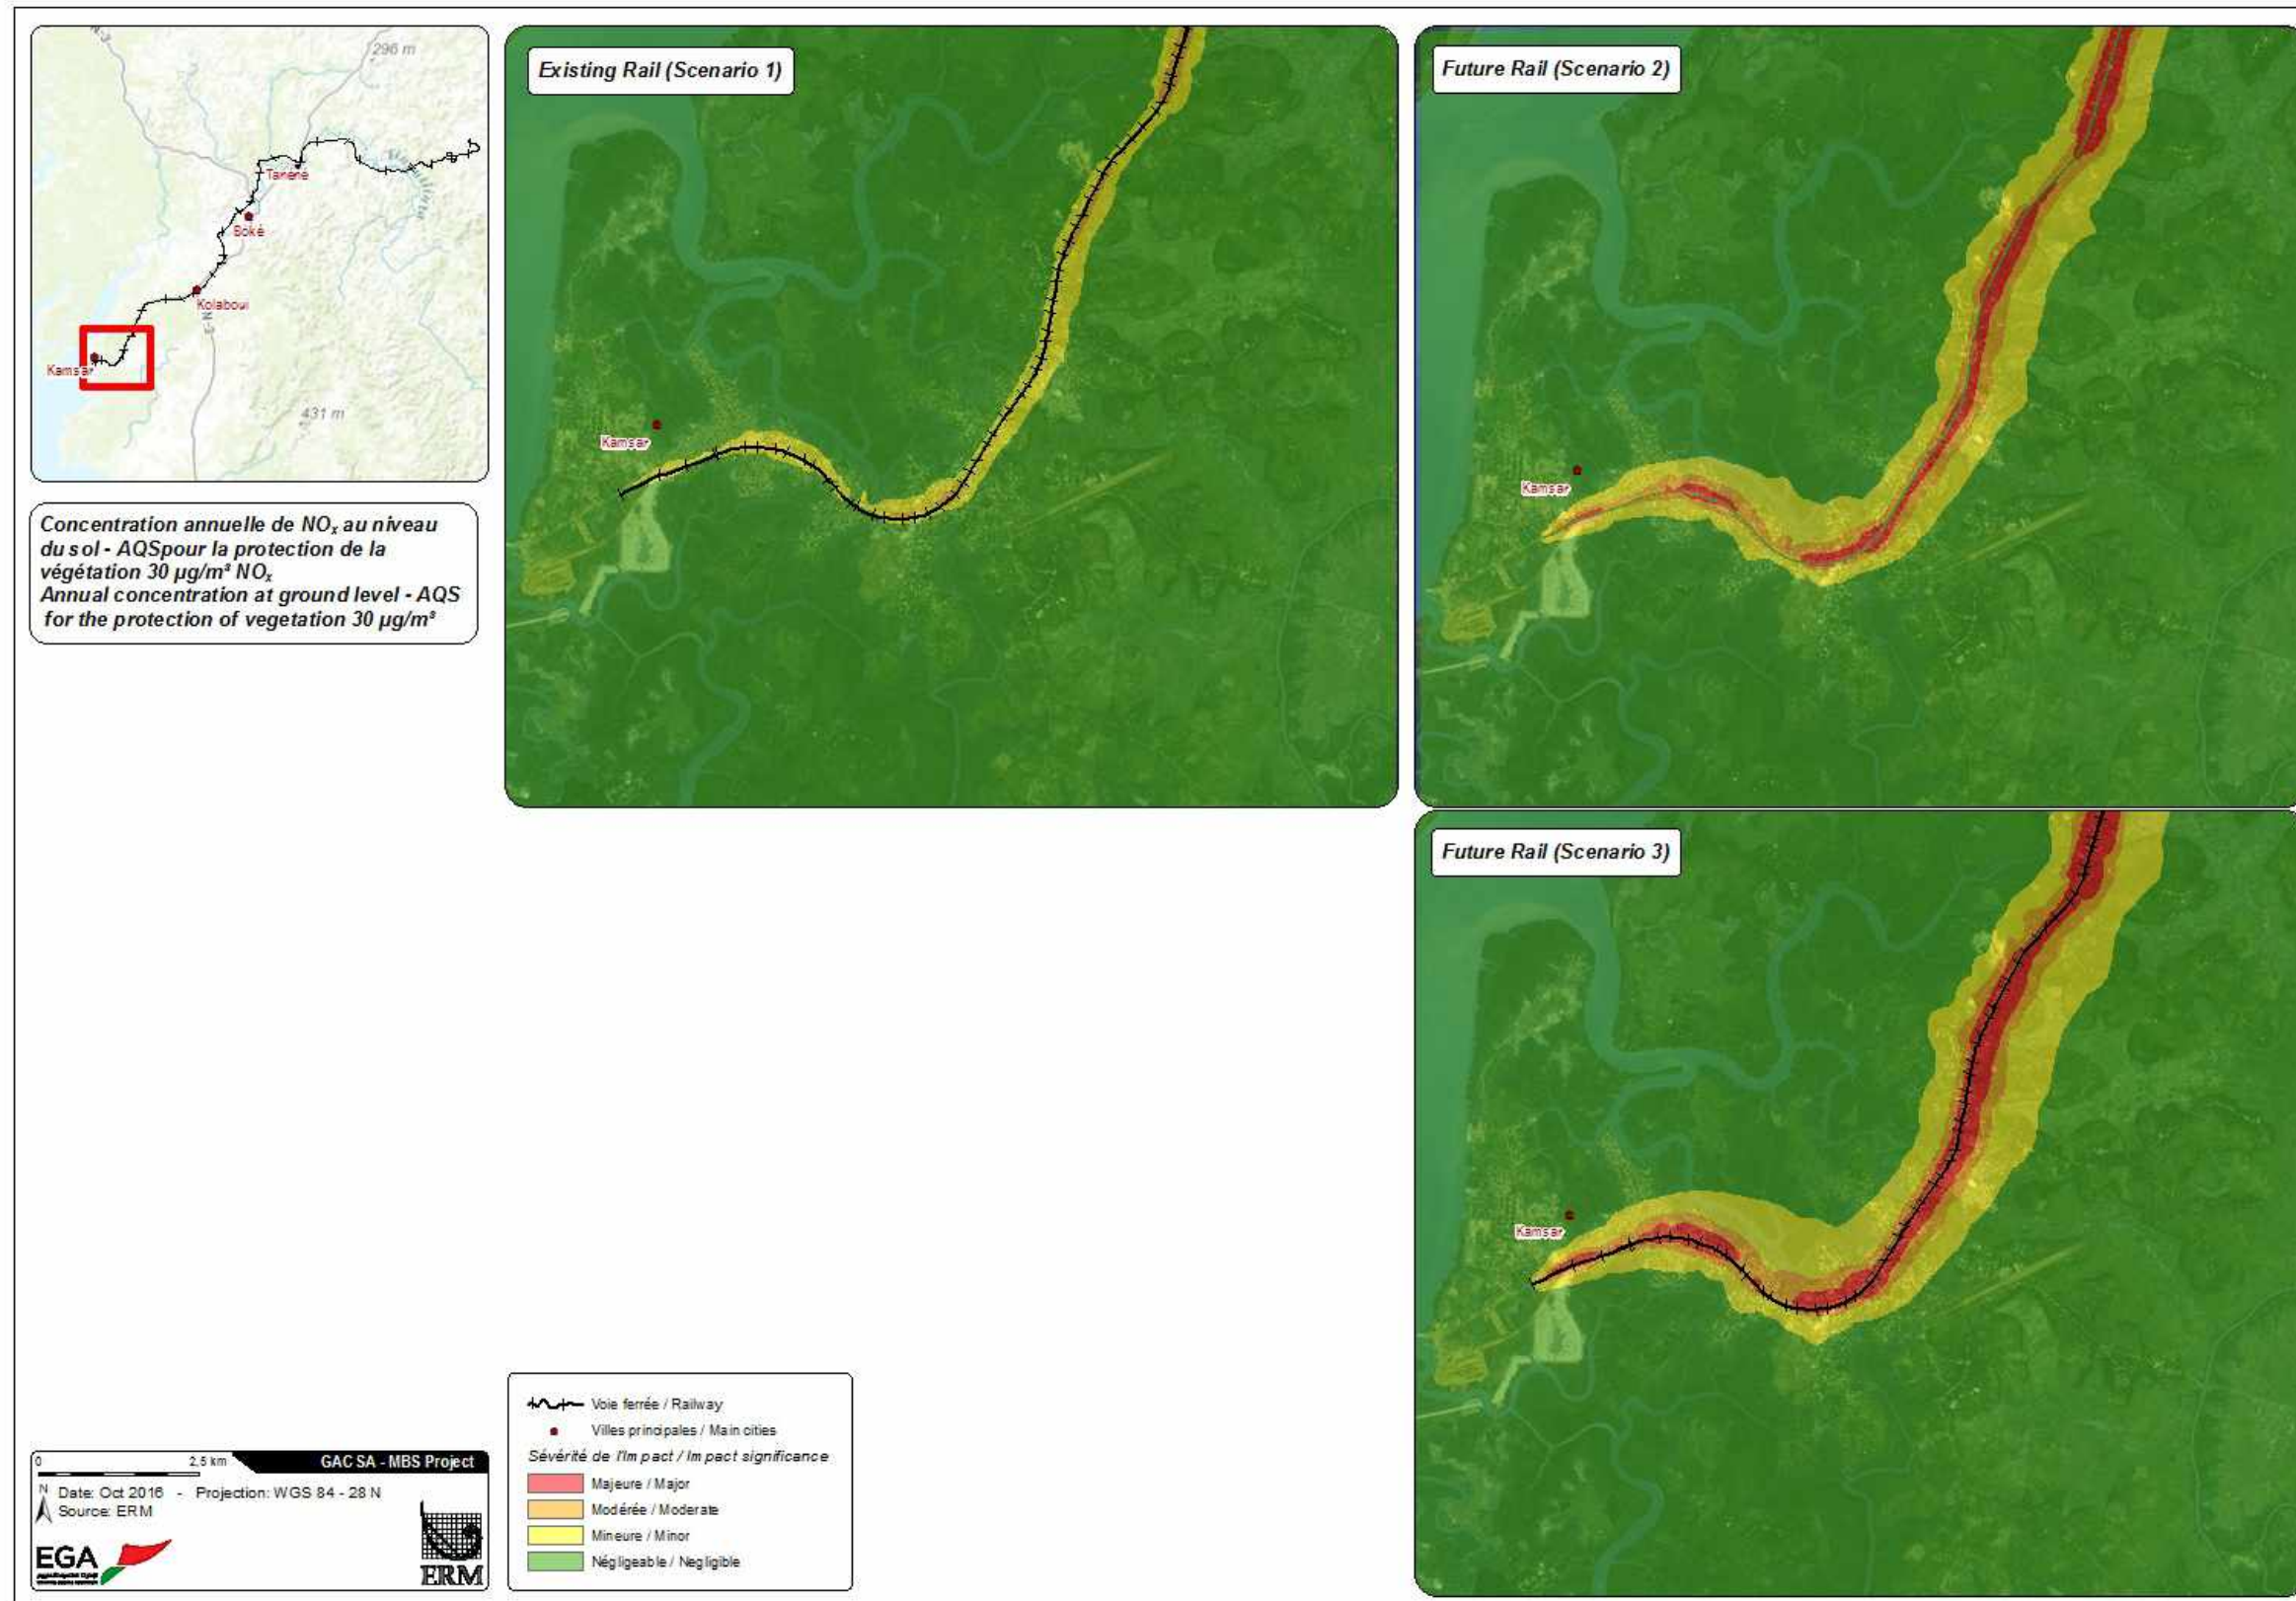 N-3
296 m
Tanènè
Boké
Kolaboui
N-3
Kamsar
431 m
Concentration annuelle de NOx au niveau
du sol - AQSpour la protection de la
végétation 30 µg/m³ NOx
Annual concentration at ground level - AQS
for the protection of vegetation 30 µg/m³
Existing Rail (Scenario 1)
Kamsar
Future Rail (Scenario 2)
Kamsar
Future Rail (Scenario 3)
Kamsar
Voie ferrée / Railway
Villes principales / Main cities
Sévérité de l'Impact / Impact significance
Majeure / Major
Modérée / Moderate
Mineure / Minor
Négligeable / Negligible
0 2,5 km
GAC SA - MBS Project
N
Date: Oct 2016 - Projection: WGS 84 - 28 N
Source: ERM
EGA
ERM